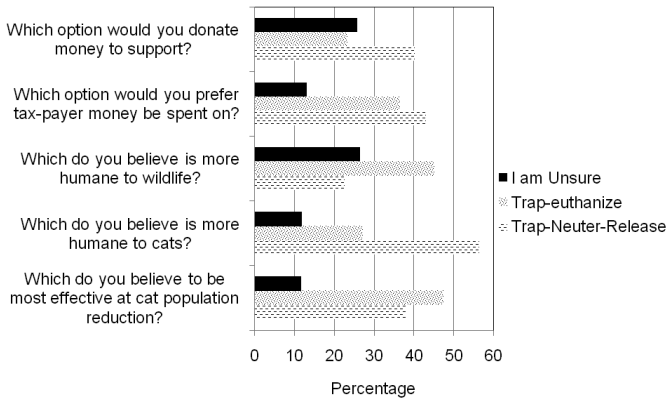 Which option would you donate
money to support?
Which option would you prefer
tax-payer money be spent on?
Which do you believe is more
humane to wildlife?
Which do you believe is more
humane to cats?
Which do you believe to be
most effective at cat population
reduction?
I am Unsure
Trap-euthanize
Trap-Neuter-Release
0 10 20 30 40 50 60
Percentage